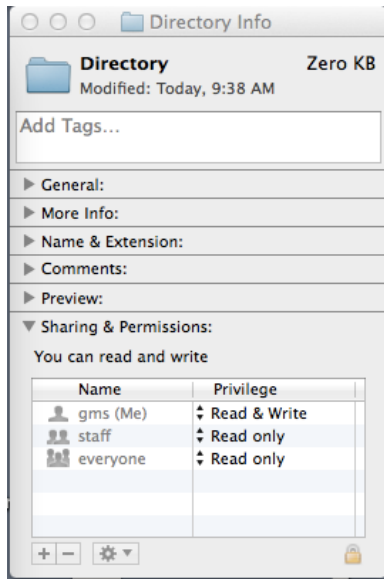 Directory Info
Directory Zero KB
Modified: Today, 9:38 AM
Add Tags...
General:
More Info:
Name & Extension:
Comments:
Preview:
Sharing & Permissions:
You can read and write
Name Privilege
gms (Me) Read & Write
staff Read only
everyone Read only